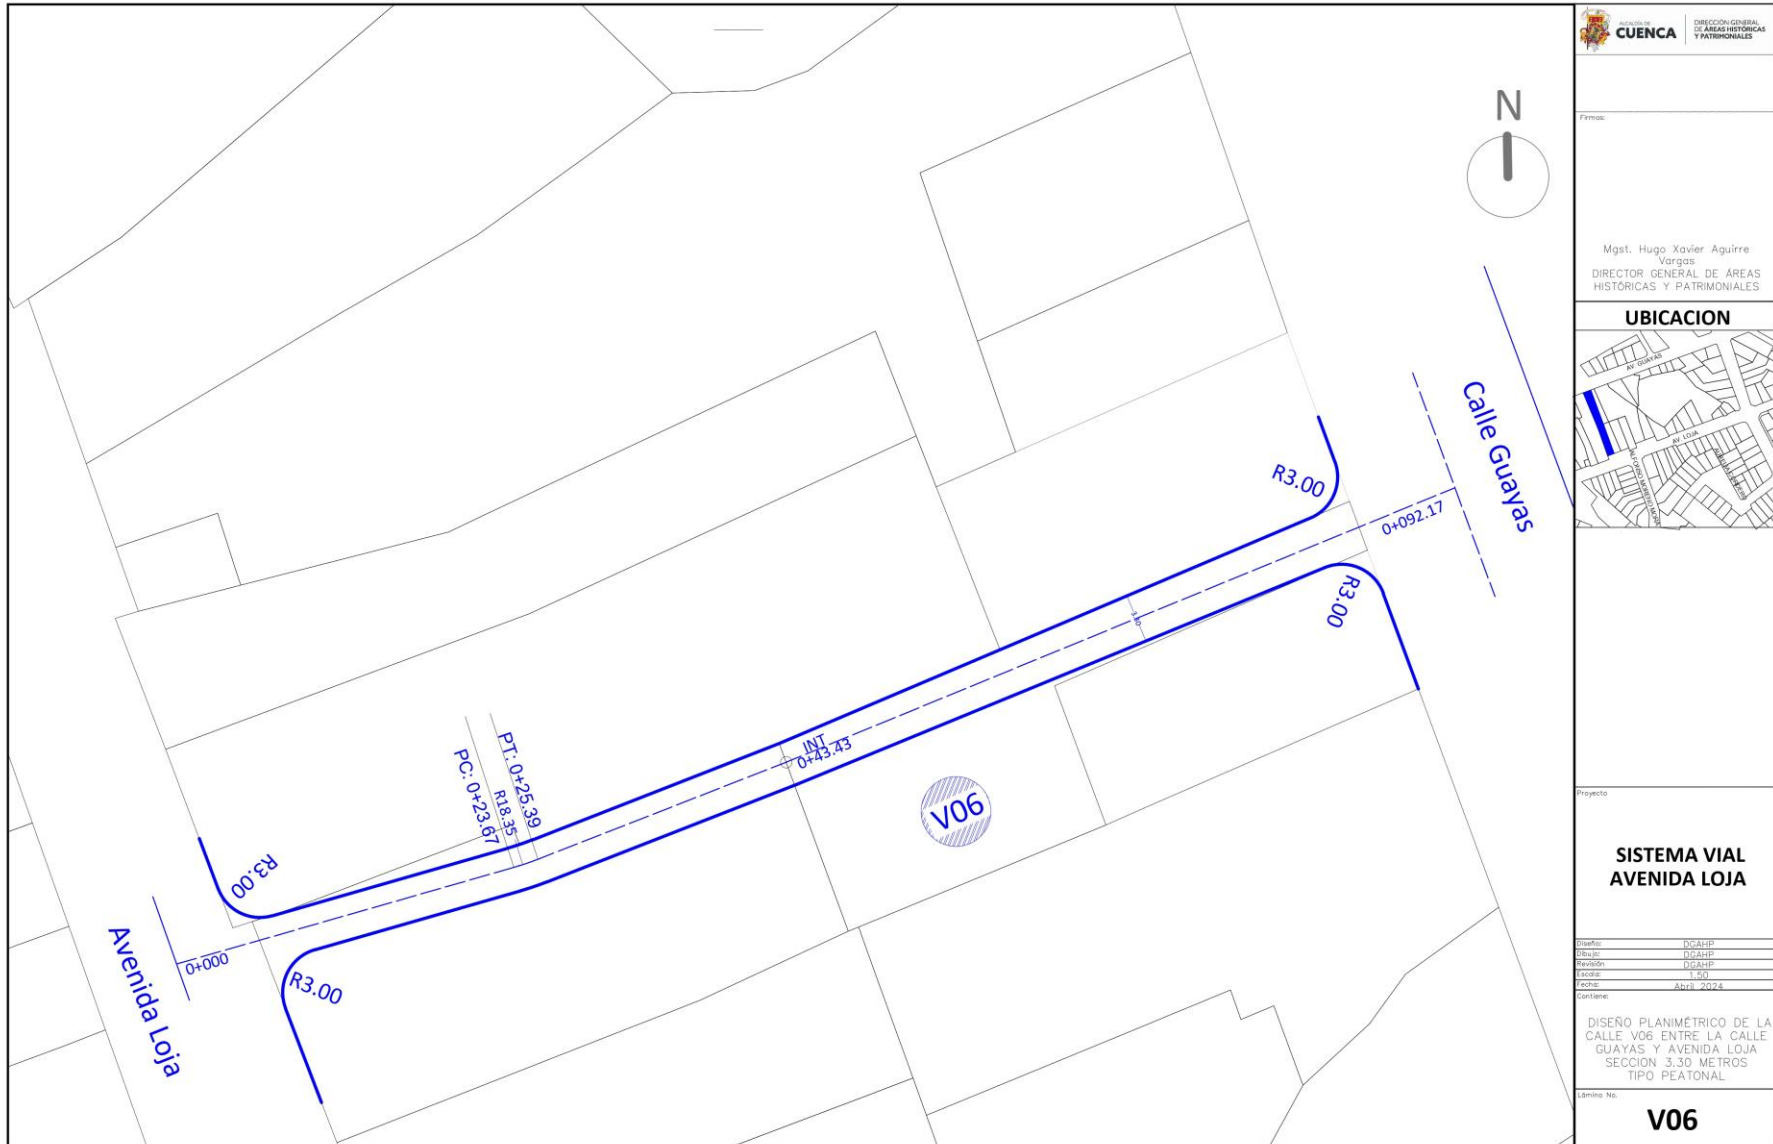 N
Calle Guayas
R3.00
0+092.17
R3.00
INT
0+43.43
PT: 0+25.39
R18.35
PC: 0+23.67
V06
R3.00
0+000
R3.00
Avenida Loja
ALCALDÍA DE
CUENCA
DIRECCIÓN GENERAL
DE ÁREAS HISTÓRICAS
Y PATRIMONIALES
Firmas:
Mgst. Hugo Xavier Aguirre
Vargas
DIRECTOR GENERAL DE ÁREAS
HISTÓRICAS Y PATRIMONIALES
UBICACION
AV. GUAYAS
AV. LOJA
ALFONSO MORENO MORA
Proyecto
SISTEMA VIAL
AVENIDA LOJA
Diseño: DGAHP
Dibujo: DGAHP
Revisión DGAHP
Escala: 1.50
Fecha: Abril 2024
Contiene:
DISEÑO PLANIMÉTRICO DE LA
CALLE V06 ENTRE LA CALLE
GUAYAS Y AVENIDA LOJA
SECCION 3.30 METROS
TIPO PEATONAL
Lámina No.
V06